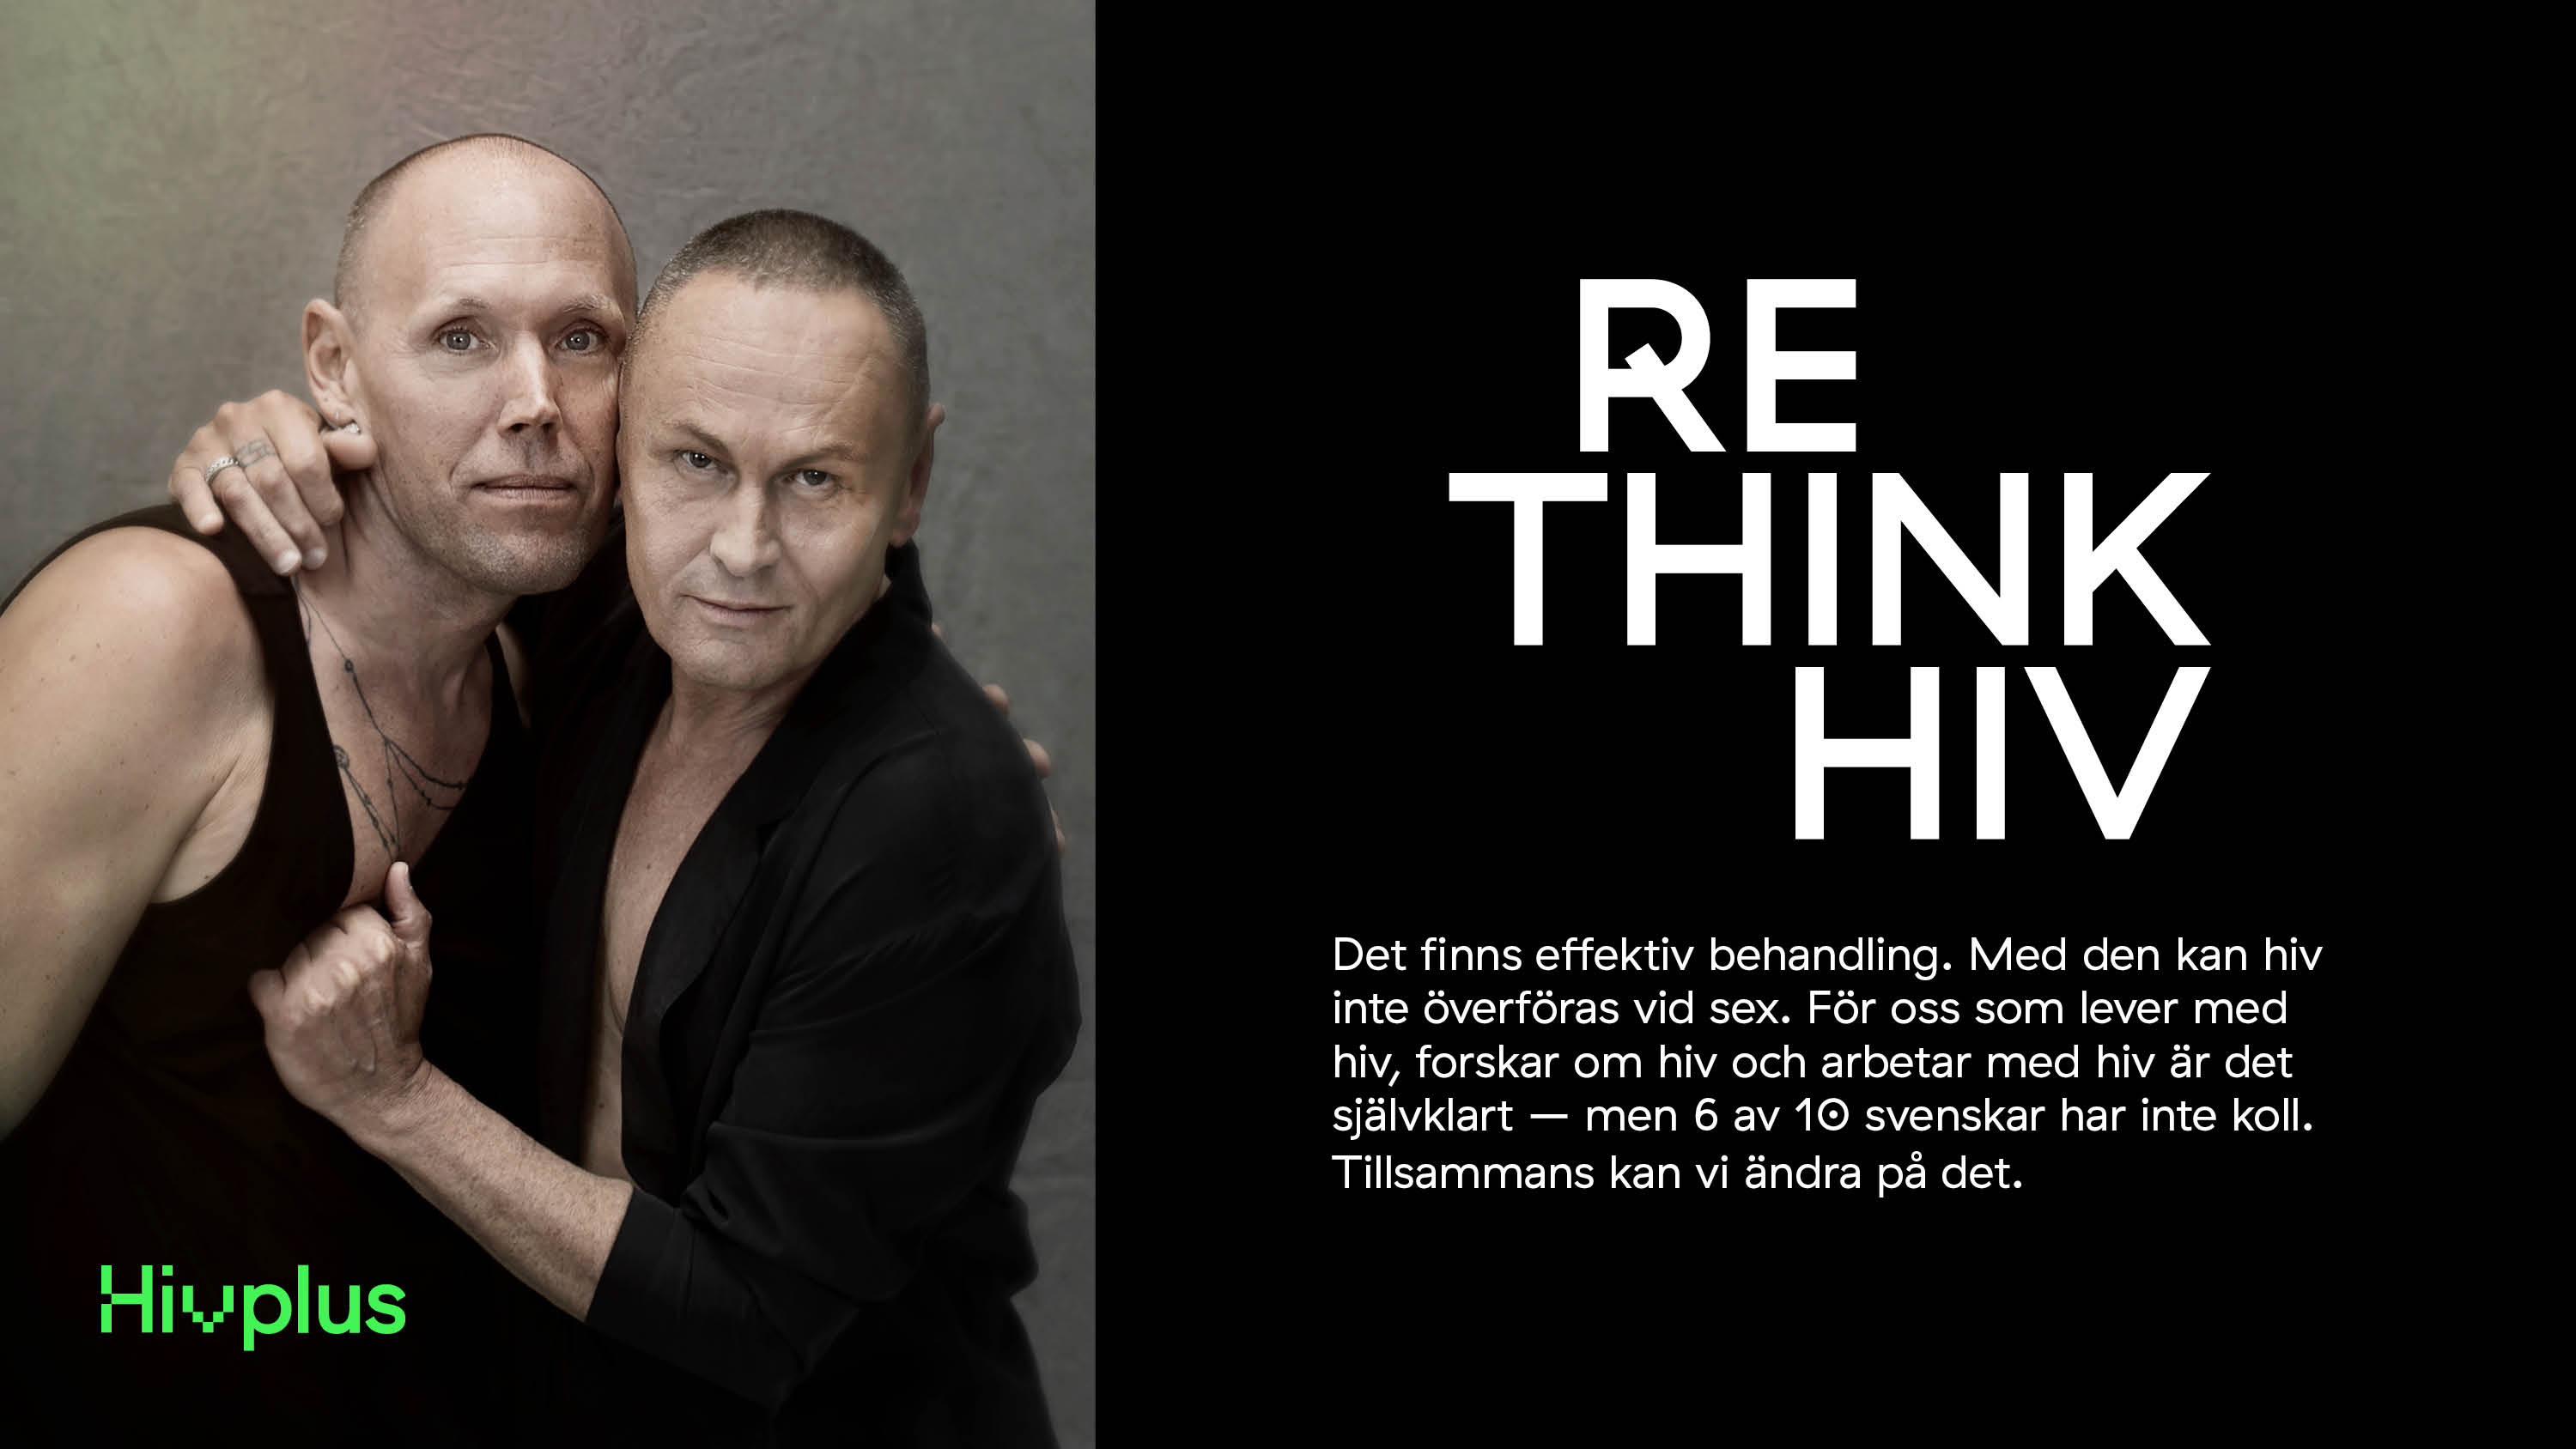 RE
THINK
HIV
Det finns effektiv behandling. Med den kan hiv
inte överföras vid sex. För oss som lever med
hiv, forskar om hiv och arbetar med hiv är det
självklart — men 6 av 10 svenskar har inte koll.
Tillsammans kan vi ändra på det.
Hivplus